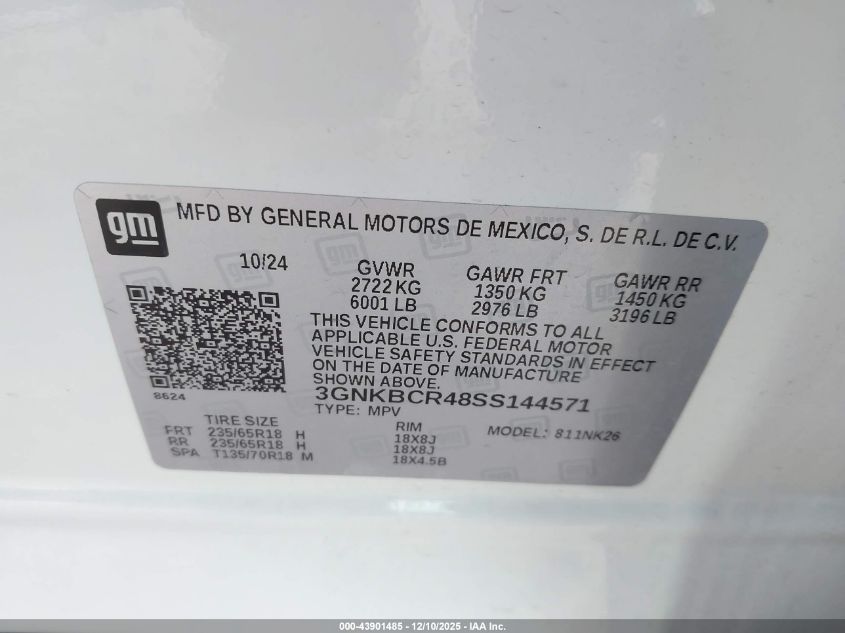 gm
MFD BY GENERAL MOTORS DE MEXICO, S. DE R.L. DE C.V.
10/24
GVWR GAWR FRT GAWR RR
2722 KG 1350 KG 1450 KG
6001 LB 2976 LB 3196 LB
THIS VEHICLE CONFORMS TO ALL
APPLICABLE U.S. FEDERAL MOTOR
VEHICLE SAFETY STANDARDS IN EFFECT
ON THE DATE OF MANUFACTURE
SHOWN ABOVE.
8624
3GNKBCR48SS144571
TYPE: MPV
TIRE SIZE RIM MODEL: 811NK26
FRT 235/65R18 H 18X8J
RR 235/65R18 H 18X8J
SPA T135/70R18 M 18X4.5B
000-43901485 - 12/10/2025 - IAA Inc.